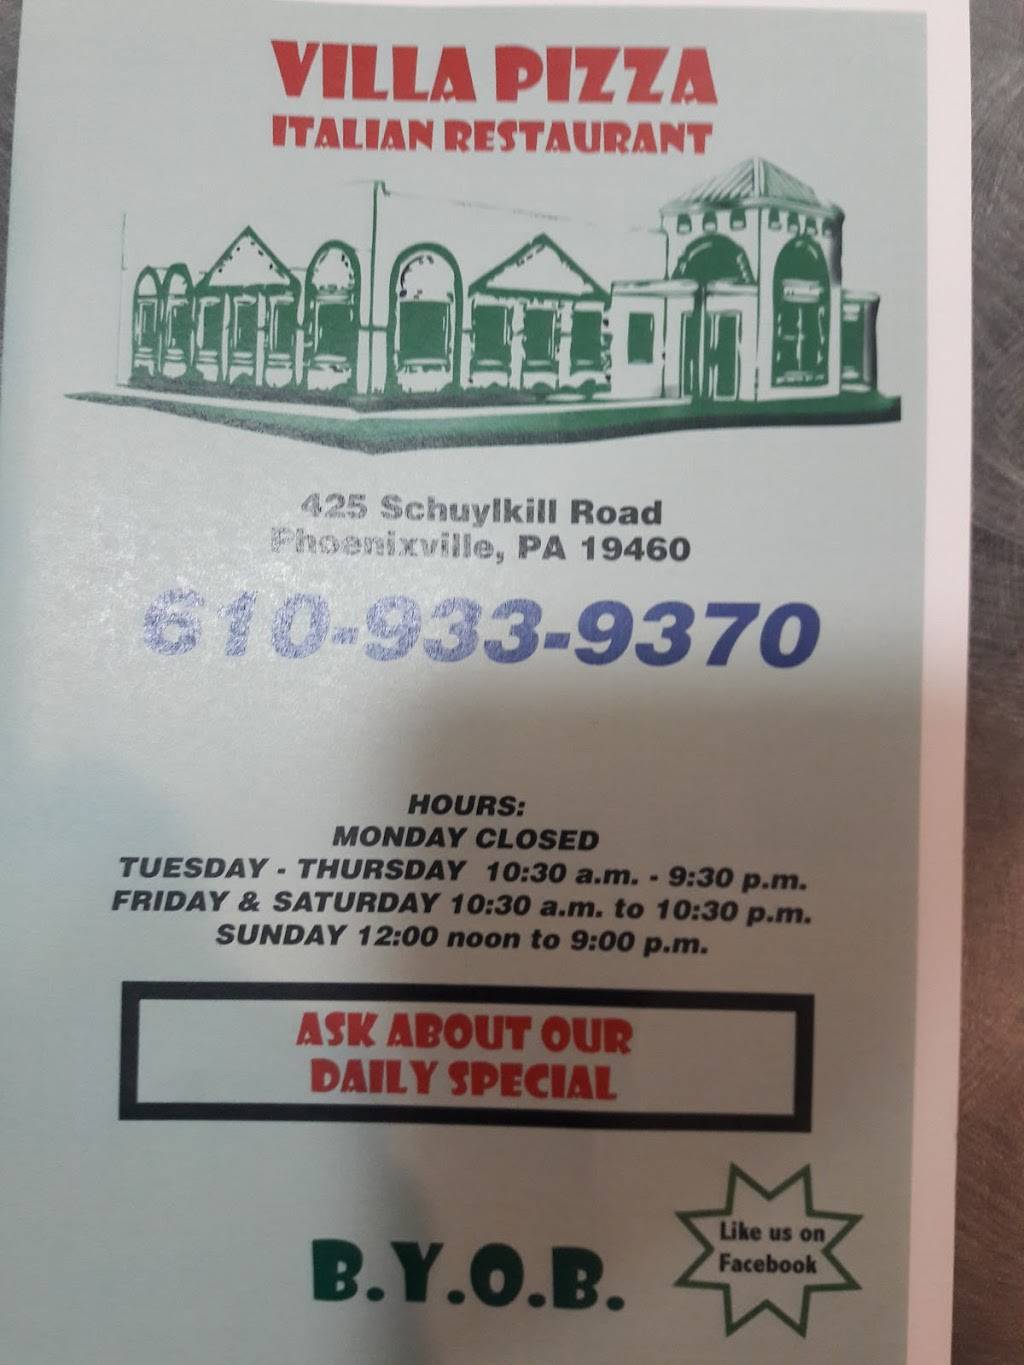 VILLA PIZZA
ITALIAN RESTAURANT
425 Schuylkill Road
Phoenixville, PA 19460
610-933-9370
HOURS:
MONDAY CLOSED
TUESDAY - THURSDAY 10:30 a.m. - 9:30 p.m.
FRIDAY & SATURDAY 10:30 a.m. to 10:30 p.m.
SUNDAY 12:00 noon to 9:00 p.m.
ASK ABOUT OUR
DAILY SPECIAL
B.Y.O.B.
Like us on
Facebook